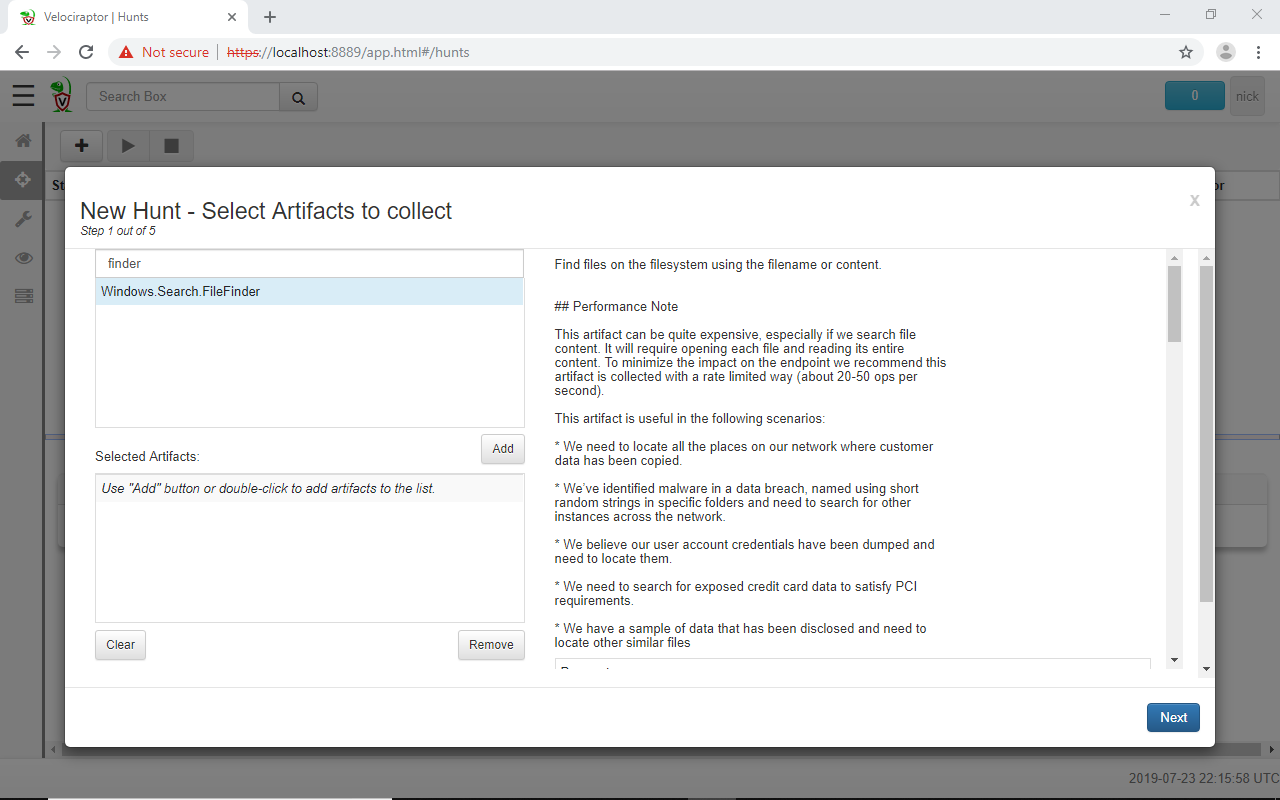 Velociraptor | Hunts
Not secure | https://localhost:8889/app.html#/hunts
Search Box
0
nick
St
or
New Hunt - Select Artifacts to collect
Step 1 out of 5
x
finder
Windows.Search.FileFinder
Add
Selected Artifacts:
Use "Add" button or double-click to add artifacts to the list.
Clear
Remove
Find files on the filesystem using the filename or content.
## Performance Note
This artifact can be quite expensive, especially if we search file
content. It will require opening each file and reading its entire
content. To minimize the impact on the endpoint we recommend this
artifact is collected with a rate limited way (about 20-50 ops per
second).
This artifact is useful in the following scenarios:
* We need to locate all the places on our network where customer
data has been copied.
* We've identified malware in a data breach, named using short
random strings in specific folders and need to search for other
instances across the network.
* We believe our user account credentials have been dumped and
need to locate them.
* We need to search for exposed credit card data to satisfy PCI
requirements.
* We have a sample of data that has been disclosed and need to
locate other similar files
Next
2019-07-23 22:15:58 UTC